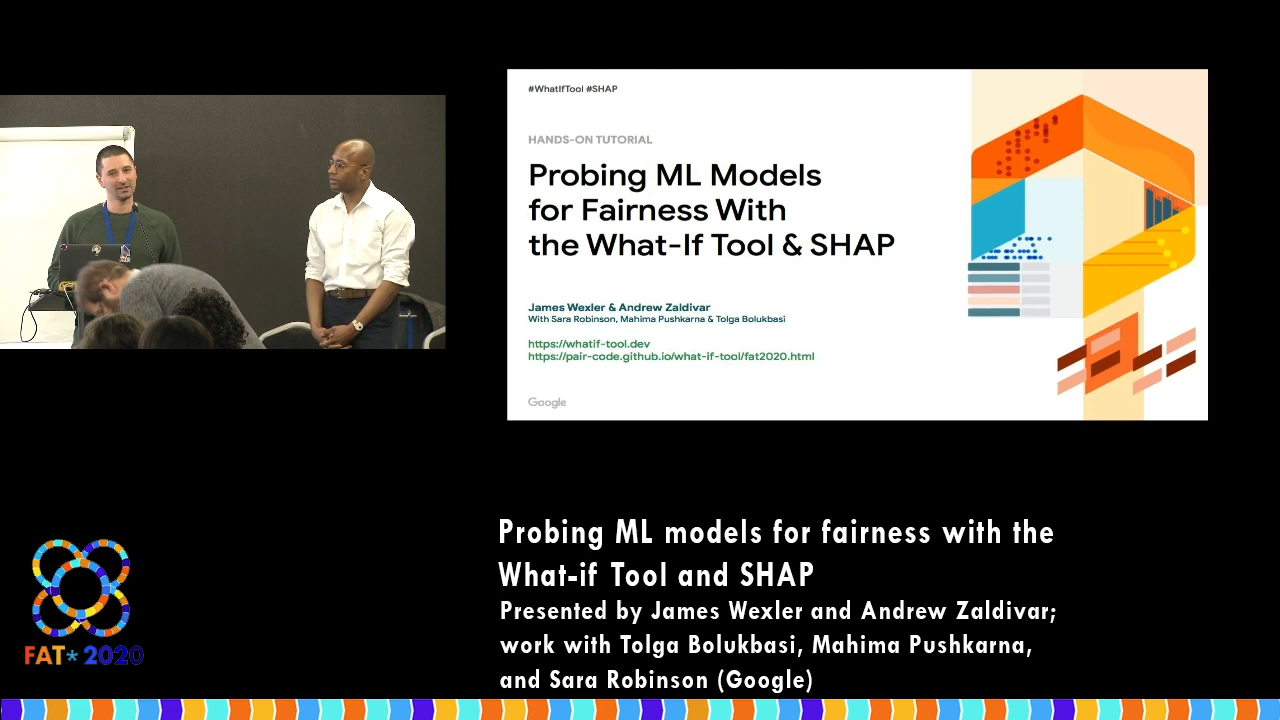 #WhatIfTool #SHAP
HANDS-ON TUTORIAL
Probing ML Models
for Fairness With
the What-If Tool & SHAP
James Wexler & Andrew Zaldivar
With Sara Robinson, Mahima Pushkarna & Tolga Bolukbasi
https://whatif-tool.dev
https://pair-code.github.io/what-if-tool/fat2020.html
Google
Probing ML models for fairness with the
What-if Tool and SHAP
Presented by James Wexler and Andrew Zaldivar;
work with Tolga Bolukbasi, Mahima Pushkarna,
and Sara Robinson (Google)
FAT* 2020